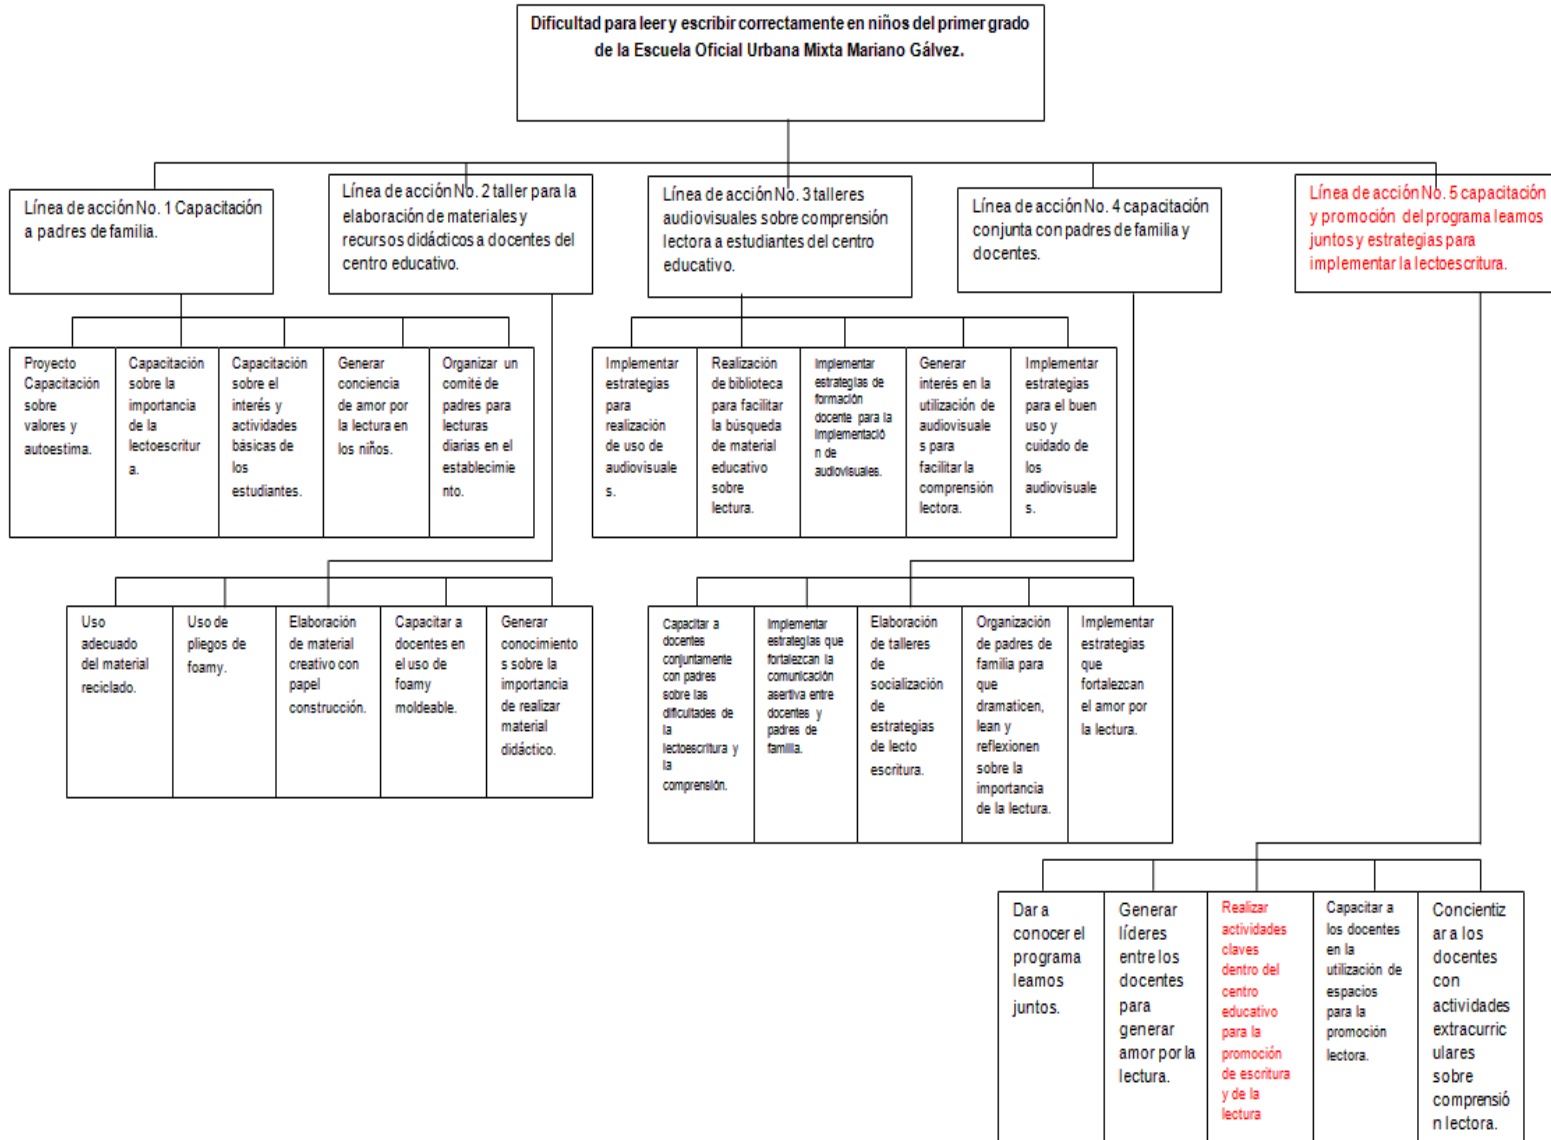 Dificultad para leer y escribir correctamente en niños del primer grado
de la Escuela Oficial Urbana Mixta Mariano Gálvez.
Línea de acción No. 1 Capacitación
a padres de familia.
Línea de acción No. 2 taller para la
elaboración de materiales y
recursos didácticos a docentes del
centro educativo.
Línea de acción No. 3 talleres
audiovisuales sobre comprensión
lectora a estudiantes del centro
educativo.
Línea de acción No. 4 capacitación
conjunta con padres de familia y
docentes.
Línea de acción No. 5 capacitación
y promoción del programa leamos
juntos y estrategias para
implementar la lectoescritura.
Proyecto
Capacitación
sobre
valores y
autoestima.
Capacitación
sobre la
importancia
de la
lectoescritur
a.
Capacitación
sobre el
interés y
actividades
básicas de
los
estudiantes.
Generar
conciencia
de amor por
la lectura en
los niños.
Organizar un
comité de
padres para
lecturas
diarias en el
establecimie
nto.
Implementar
estrategias
para
realización
de uso de
audiovisuale
s.
Realización
de biblioteca
para facilitar
la búsqueda
de material
educativo
sobre
lectura.
Implementar
estrategias de
formación
docente para la
implementació
n de
audiovisuales.
Generar
interés en la
utilización de
audiovisuale
s para
facilitar la
comprensión
lectora.
Implementar
estrategias
para el buen
uso y
cuidado de
los
audiovisuale
s.
Uso
adecuado
del material
reciclado.
Uso de
pliegos de
foamy.
Elaboración
de material
creativo con
papel
construcción.
Capacitar a
docentes en
el uso de
foamy
moldeable.
Generar
conocimiento
s sobre la
importancia
de realizar
material
didáctico.
Capacitar a
docentes
conjuntamente
con padres
sobre las
dificultades de
la
lectoescritura y
la
comprensión.
Implementar
estrategias que
fortalezcan la
comunicación
asertiva entre
docentes y
padres de
familia.
Elaboración
de talleres
de
socialización
de
estrategias
de lecto
escritura.
Organización
de padres de
familia para
que
dramaticen,
lean y
reflexionen
sobre la
importancia
de la lectura.
Implementar
estrategias
que
fortalezcan
el amor por
la lectura.
Dar a
conocer el
programa
leamos
juntos.
Generar
líderes
entre los
docentes
para
generar
amor por la
lectura.
Realizar
actividades
claves
dentro del
centro
educativo
para la
promoción
de escritura
y de la
lectura
Capacitar a
los docentes
en la
utilización de
espacios
para la
promoción
lectora.
Concientiz
ar a los
docentes
con
actividades
extracurric
ulares
sobre
comprensió
n lectora.